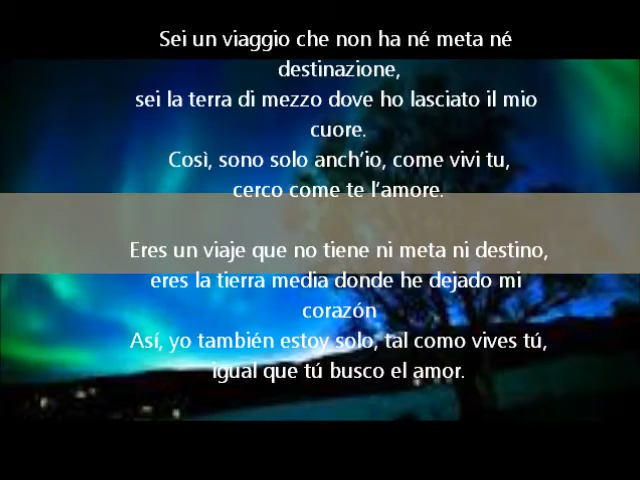 Sei un viaggio che non ha né meta né
destinazione,
sei la terra di mezzo dove ho lasciato il mio
cuore.
Così, sono solo anch'io, come vivi tu,
cerco come te l'amore.
Eres un viaje que no tiene ni meta ni destino,
eres la tierra media donde he dejado mi
corazón
Así, yo también estoy solo, tal como vives tú,
igual que tú busco el amor.